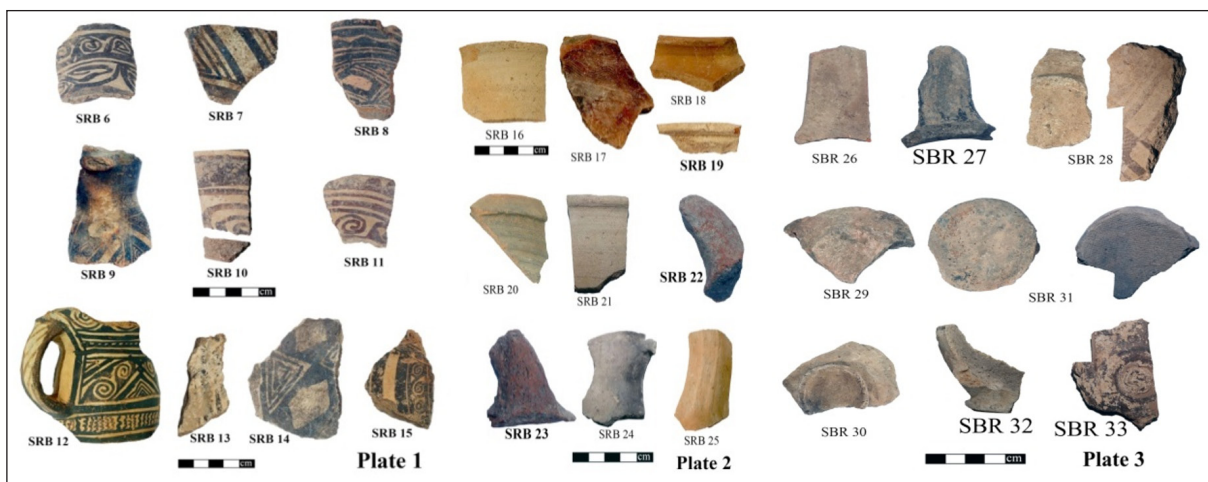 SRB 6
SRB 7
SRB 8
SRB 9
SRB 10
SRB 11
cm
SRB 12
SRB 13
SRB 14
SRB 15
cm
Plate 1
SRB 16
SRB 17
SRB 18
SRB 19
cm
SRB 20
SRB 21
SRB 22
SRB 23
SRB 24
SRB 25
cm
Plate 2
SBR 26
SBR 27
SBR 28
SBR 29
SBR 31
SBR 30
SBR 32
SBR 33
cm
Plate 3